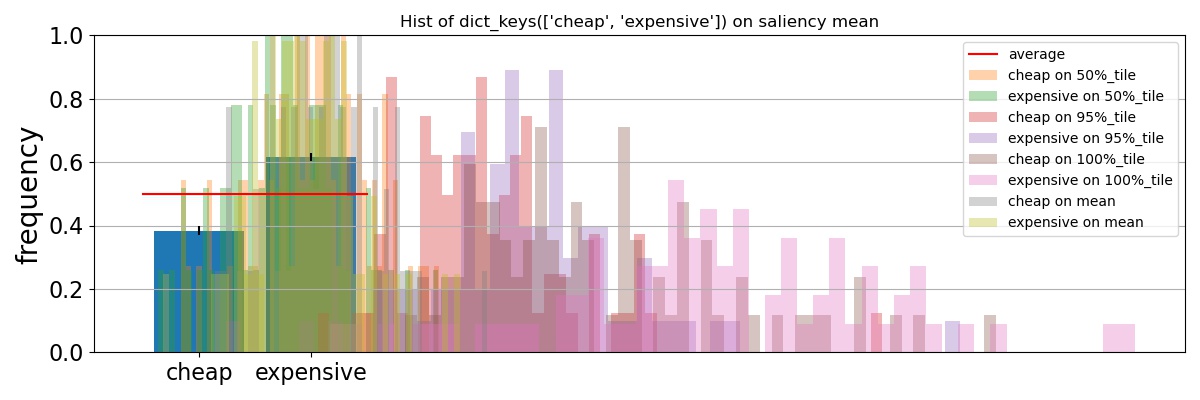 Hist of dict_keys(['cheap', 'expensive']) on saliency mean
frequency
1.0
0.8
0.6
0.4
0.2
0.0
cheap
expensive
average
cheap on 50%_tile
expensive on 50%_tile
cheap on 95%_tile
expensive on 95%_tile
cheap on 100%_tile
expensive on 100%_tile
cheap on mean
expensive on mean